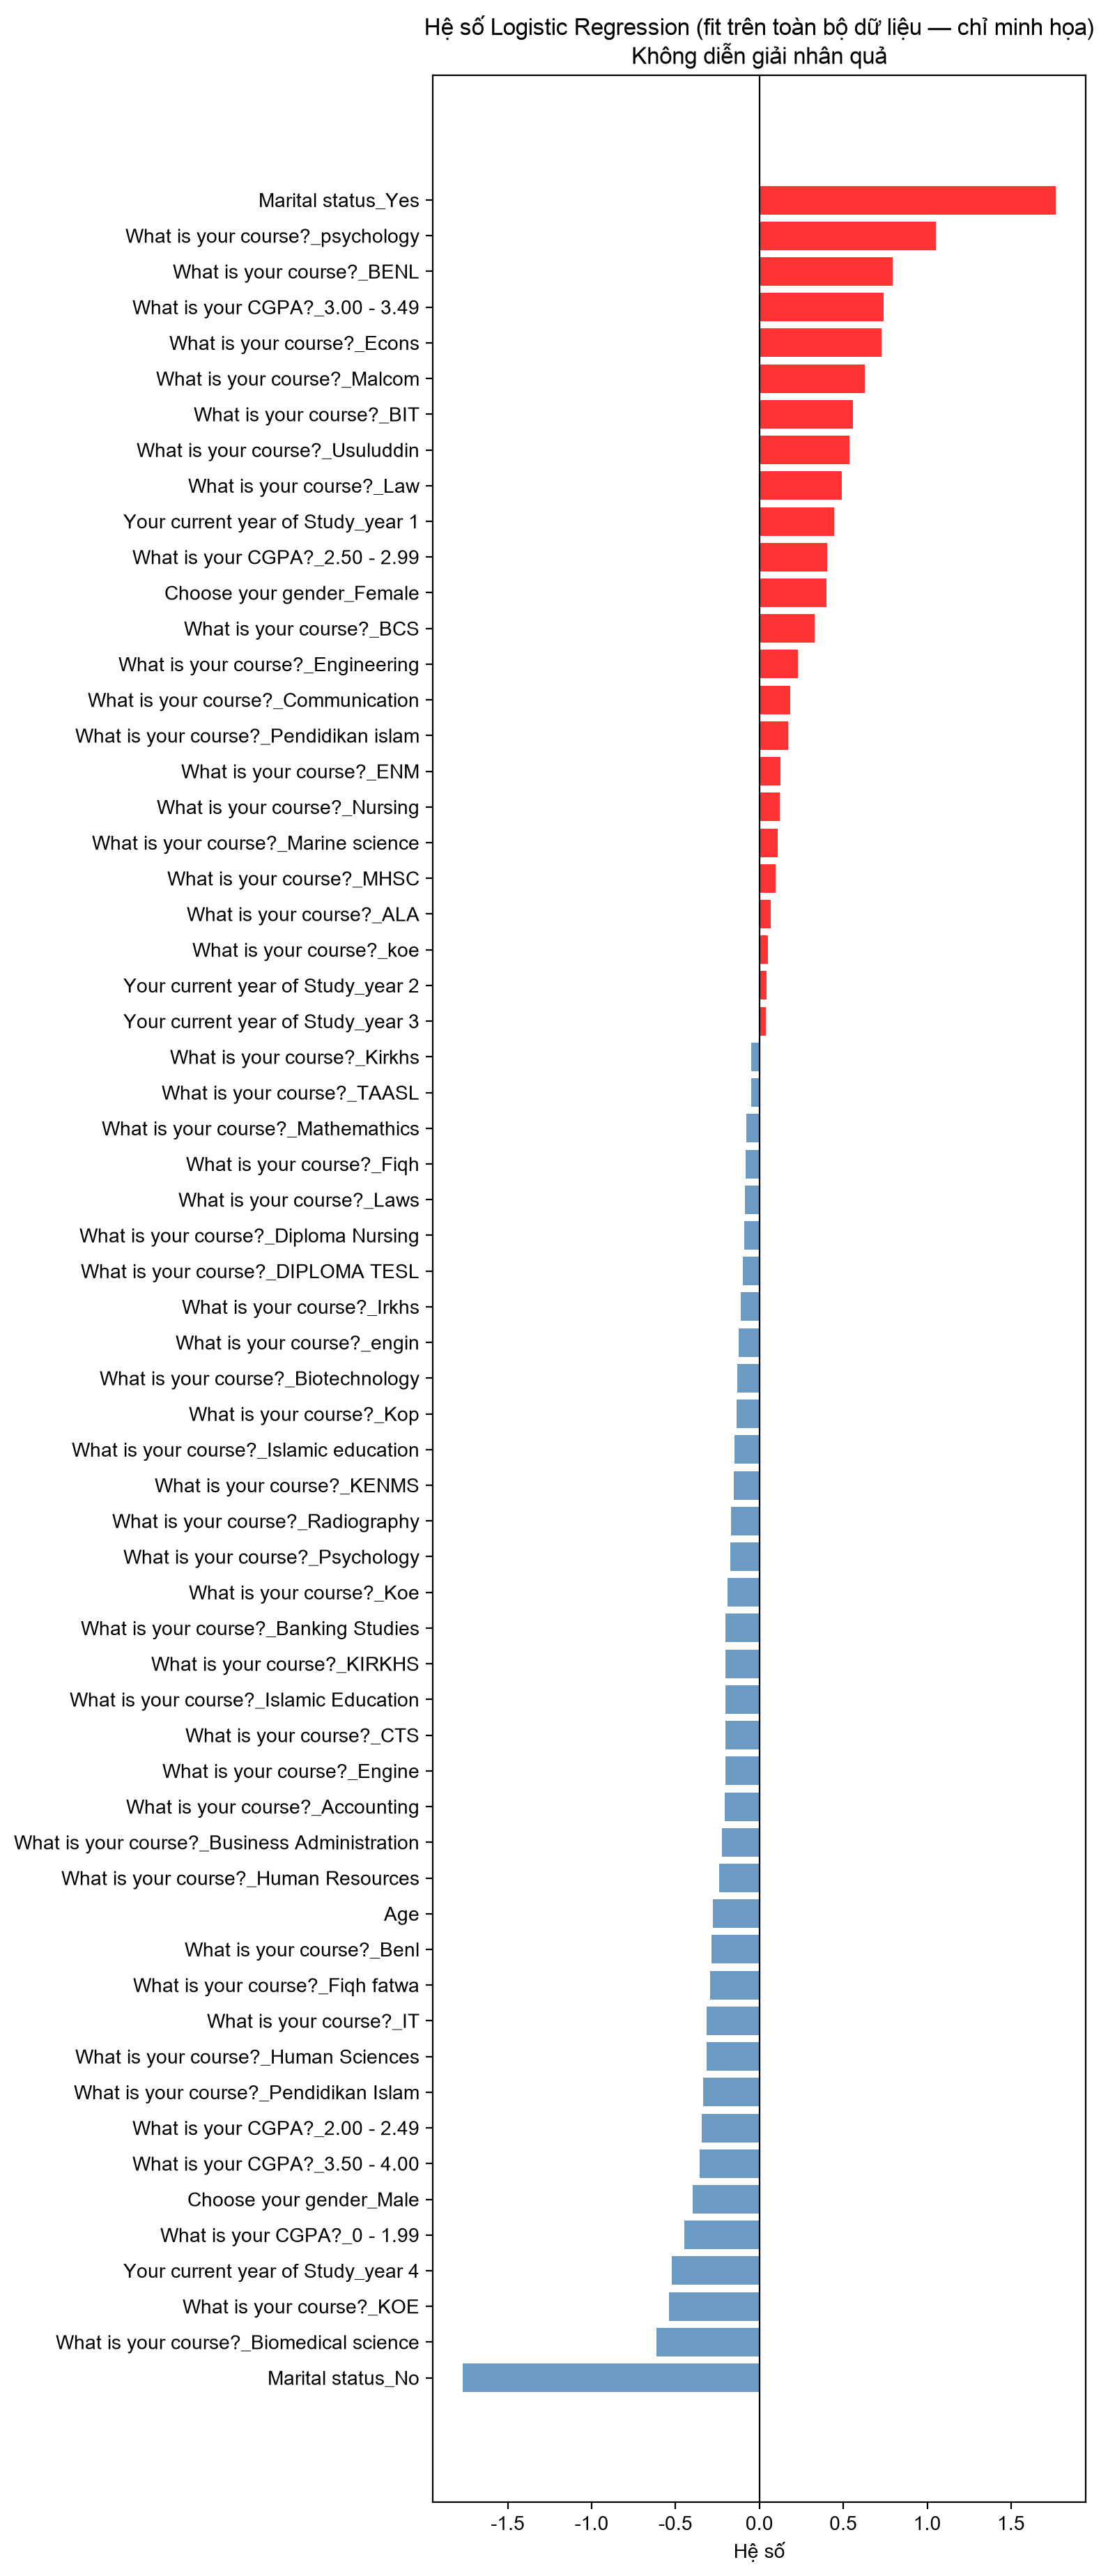 Hệ số Logistic Regression (fit trên toàn bộ dữ liệu — chỉ minh họa)
Không diễn giải nhân quả
Marital status_Yes
What is your course?_psychology
What is your course?_BENL
What is your CGPA?_3.00 - 3.49
What is your course?_Econs
What is your course?_Malcom
What is your course?_BIT
What is your course?_Usuluddin
What is your course?_Law
Your current year of Study_year 1
What is your CGPA?_2.50 - 2.99
Choose your gender_Female
What is your course?_BCS
What is your course?_Engineering
What is your course?_Communication
What is your course?_Pendidikan islam
What is your course?_ENM
What is your course?_Nursing
What is your course?_Marine science
What is your course?_MHSC
What is your course?_ALA
What is your course?_koe
Your current year of Study_year 2
Your current year of Study_year 3
What is your course?_Kirkhs
What is your course?_TAASL
What is your course?_Mathemathics
What is your course?_Fiqh
What is your course?_Laws
What is your course?_Diploma Nursing
What is your course?_DIPLOMA TESL
What is your course?_Irkhs
What is your course?_engin
What is your course?_Biotechnology
What is your course?_Kop
What is your course?_Islamic education
What is your course?_KENMS
What is your course?_Radiography
What is your course?_Psychology
What is your course?_Koe
What is your course?_Banking Studies
What is your course?_KIRKHS
What is your course?_Islamic Education
What is your course?_CTS
What is your course?_Engine
What is your course?_Accounting
What is your course?_Business Administration
What is your course?_Human Resources
Age
What is your course?_Benl
What is your course?_Fiqh fatwa
What is your course?_IT
What is your course?_Human Sciences
What is your course?_Pendidikan Islam
What is your CGPA?_2.00 - 2.49
What is your CGPA?_3.50 - 4.00
Choose your gender_Male
What is your CGPA?_0 - 1.99
Your current year of Study_year 4
What is your course?_KOE
What is your course?_Biomedical science
Marital status_No
-1.5 -1.0 -0.5 0.0 0.5 1.0 1.5
Hệ số